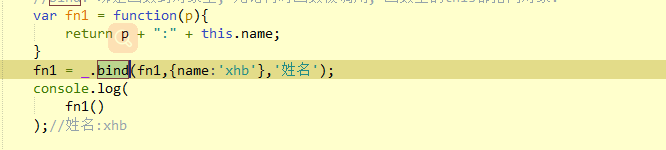 var fn1 = function(p){
return p + ":" + this.name;
}
fn1 = _.bind(fn1,{name:'xhb'},'姓名');
console.log(
fn1()
);//姓名:xhb